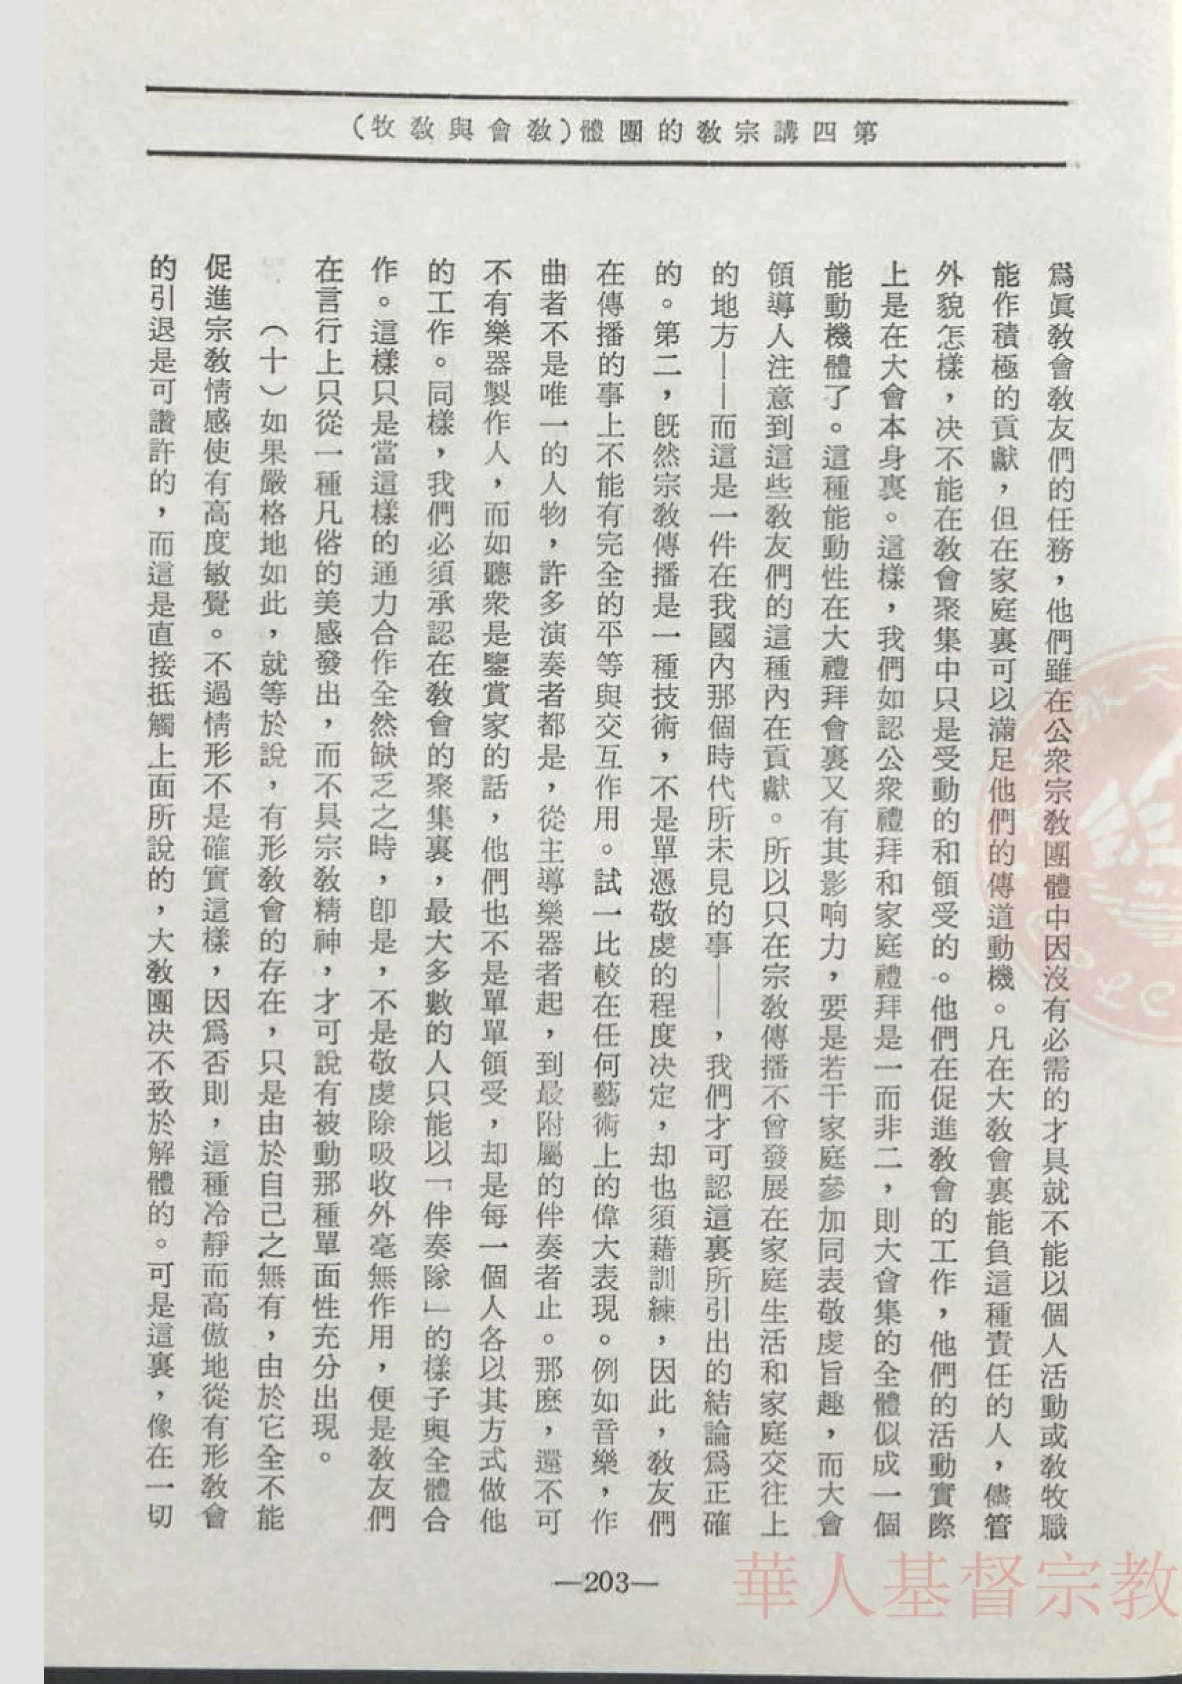 第四講宗教的團體(教會與教牧)
爲眞教會教友們的任務，他們雖在公衆宗教團體中因沒有必需的才具就不能以個人活動或教牧職
能作積極的貢獻，但在家庭裏可以滿足他們的傳道動機。凡在大教會裏能負這種責任的人，儘管
外貌怎樣，決不能在教會聚集中只是受動的和領受的。他們在促進教會的工作，他們的活動實際
上是在大會本身裏。這樣，我們如認公衆禮拜和家庭禮拜是一而非二，則大會集的全體似成一個
能動機體了。這種能動性在大禮拜會裏又有其影响力，要是若干家庭參加同表敬虔旨趣，而大會
領導人注意到這些教友們的這種內在貢獻。所以只在宗教傳播不曾發展在家庭生活和家庭交往上
的地方——而這是一件在我國內那個時代所未見的事——，我們才可認這裏所引出的結論爲正確
的。第二，旣然宗教傳播是一種技術，不是單憑敬虔的程度決定，却也須藉訓練，因此，教友們
在傳播的事上不能有完全的平等與交互作用。試一比較在任何藝術上的偉大表現。例如音樂，作
曲者不是唯一的人物，許多演奏者都是，從主導樂器者起，到最附屬的伴奏者止。那麽，還不可
不有樂器製作人，而如聽衆是鑒賞家的話，他們也不是單單領受，却是每一個人各以其方式做他
的工作。同樣，我們必須承認在教會的聚集裏，最大多數的人只能以「伴奏隊」的樣子與全體合
作。這樣只是當這樣的通力合作全然缺乏之時，卽是，不是敬虔除吸收外毫無作用，便是教友們
在言行上只從一種凡俗的美感發出，而不具宗教精神，才可說有被動那種單面性充分出現。
（十）如果嚴格地如此，就等於說，有形教會的存在，只是由於自己之無有，由於它全不能
促進宗教情感使有高度敏覺。不過情形不是確實這樣，因爲否則，這種冷靜而高傲地從有形教會
的引退是可讚許的，而這是直接抵觸上面所說的，大教團决不致於解體的。可是這裏，像在一切
—203—
華人基督宗教